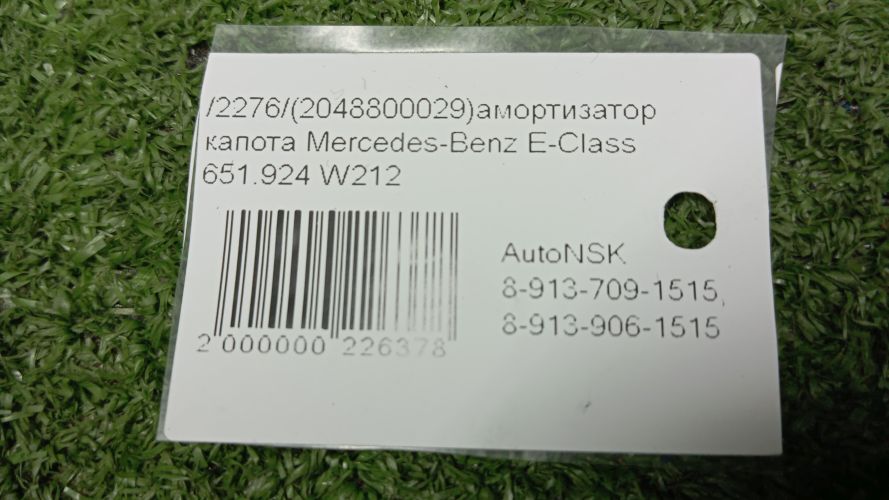 /2276/(2048800029)амортизатор
капота Mercedes-Benz E-Class
651.924 W212
AutoNSK
8-913-709-1515,
8-913-906-1515
2 000000 226378